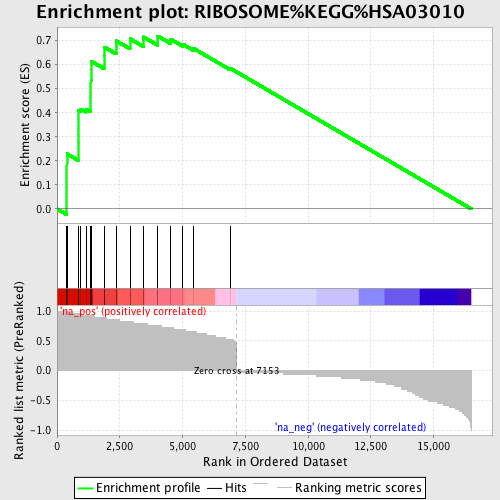 Enrichment plot: RIBOSOME%KEGG%HSA03010
Enrichment score (ES)
0.7
0.6
0.5
0.4
0.3
0.2
0.1
0.0
Ranked list metric (PreRanked)
1.0
0.5
0.0
-0.5
-1.0
'na_pos' (positively correlated)
Zero cross at 7153
'na_neg' (negatively correlated)
0 2,500 5,000 7,500 10,000 12,500 15,000
Rank in Ordered Dataset
Enrichment profile Hits Ranking metric scores